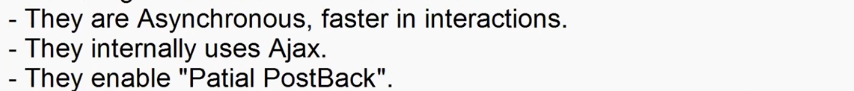 - They are Asynchronous, faster in interactions.
- They internally uses Ajax.
- They enable "Patial PostBack".